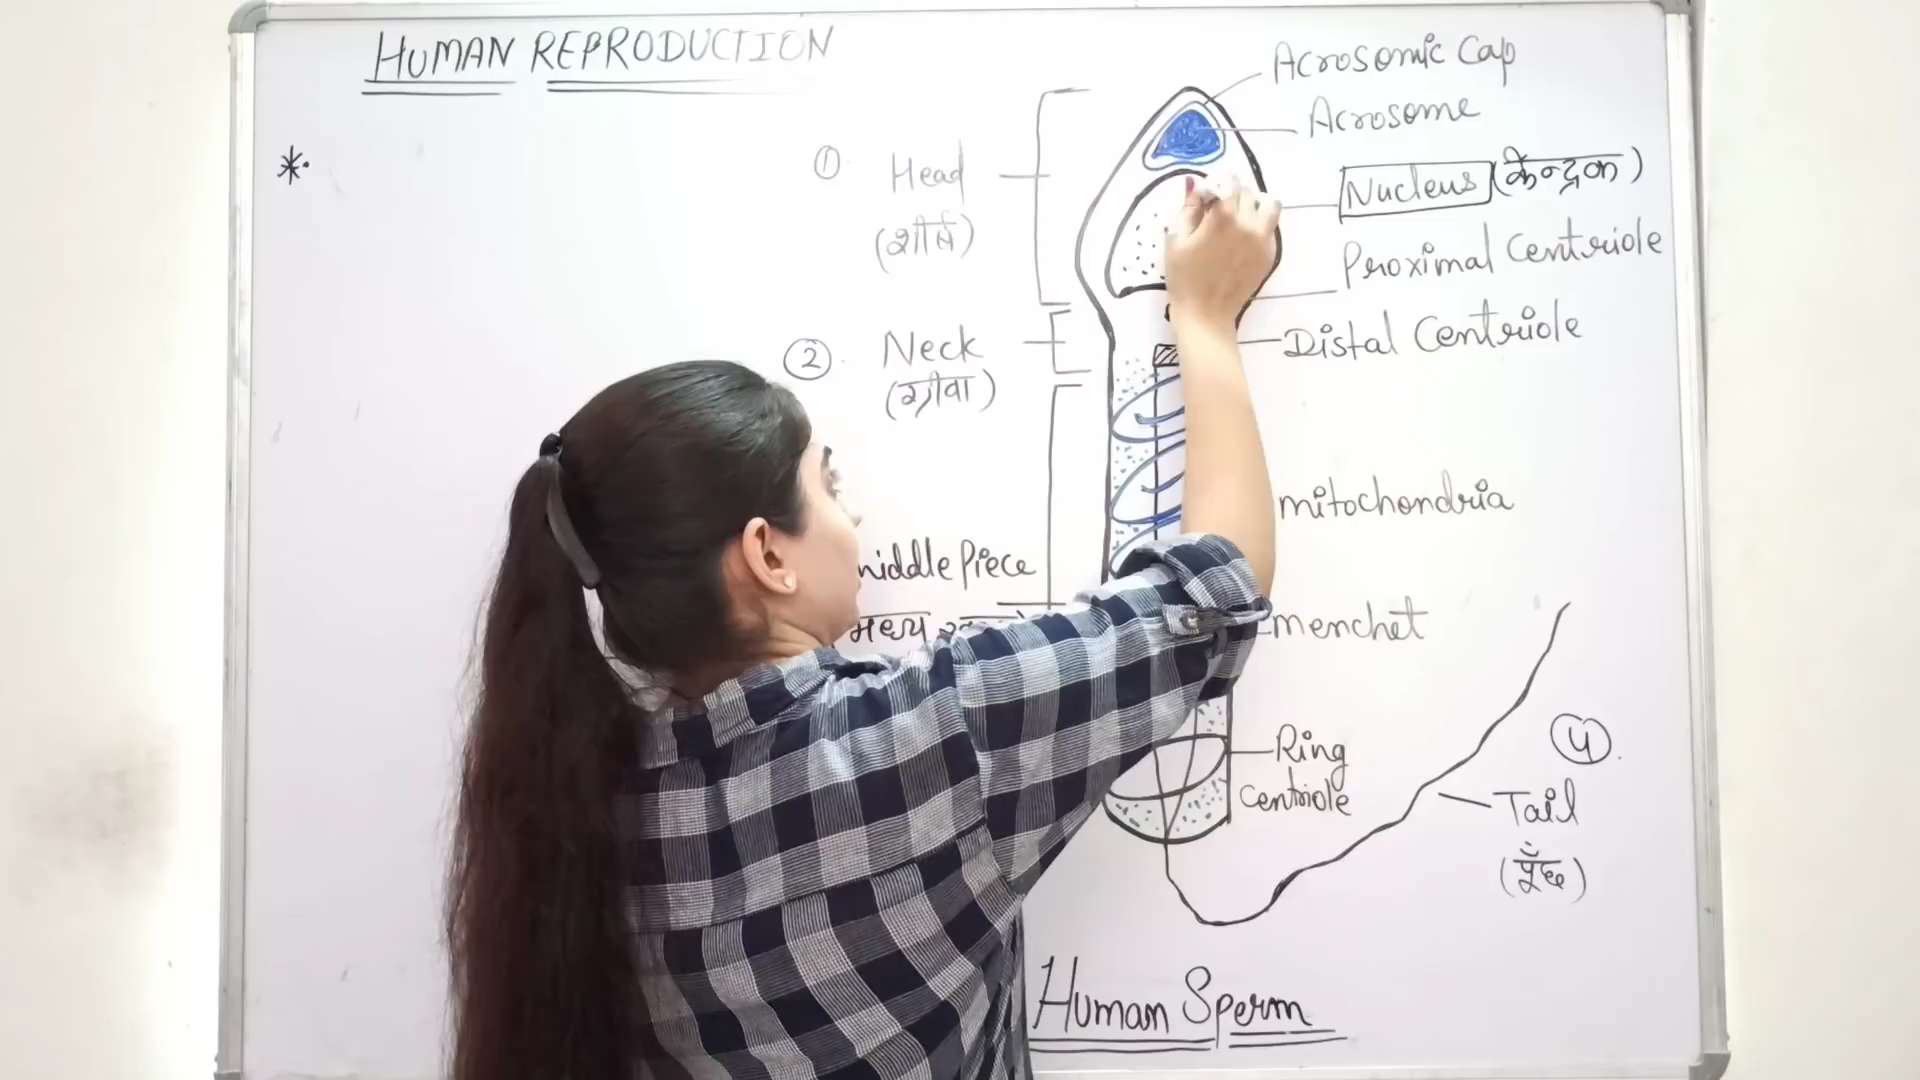 HUMAN REPRODUCTION
*.
① Head
(शीर्ष)
② Neck
(ग्रीवा)
middle Piece
मध्य
Acrosomic Cap
Acrosome
Nucleus (केन्द्रक)
Proximal Centriole
Distal Centriole
mitochondria
menchet
Ring
Centriole
④.
Tail
(पूँछ)
Human Sperm